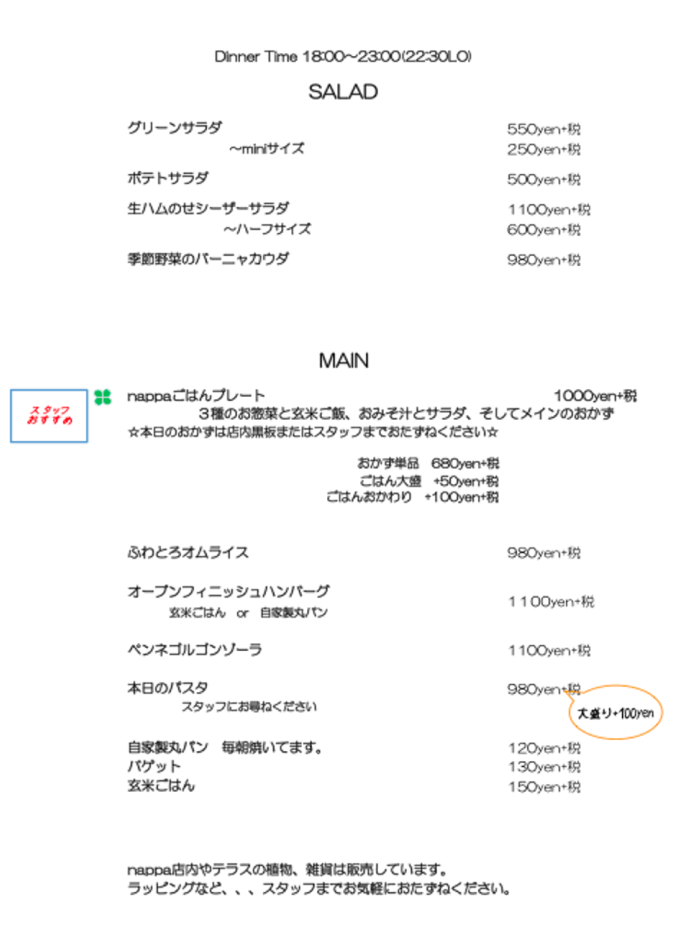 Dinner Time 18:00～23:00(22:30LO)
SALAD
グリーンサラダ 550yen+税
～miniサイズ 250yen+税
ポテトサラダ 500yen+税
生ハムのせシーザーサラダ 1100yen+税
～ハーフサイズ 600yen+税
季節野菜のバーニャカウダ 980yen+税
MAIN
スタッフ
おすすめ
nappaごはんプレート 1000yen+税
３種のお惣菜と玄米ご飯、おみそ汁とサラダ、そしてメインのおかず
☆本日のおかずは店内黒板またはスタッフまでおたずねください☆
おかず単品 680yen+税
ごはん大盛 +50yen+税
ごはんおかわり +100yen+税
ふわとろオムライス 980yen+税
オーブンフィニッシュハンバーグ 1100yen+税
玄米ごはん or 自家製丸パン
ペンネゴルゴンゾーラ 1100yen+税
本日のパスタ 980yen+税
スタッフにお尋ねください
大盛り+100yen
自家製丸パン 毎朝焼いてます。 120yen+税
バゲット 130yen+税
玄米ごはん 150yen+税
nappa店内やテラスの植物、雑貨は販売しています。
ラッピングなど、、、スタッフまでお気軽におたずねください。